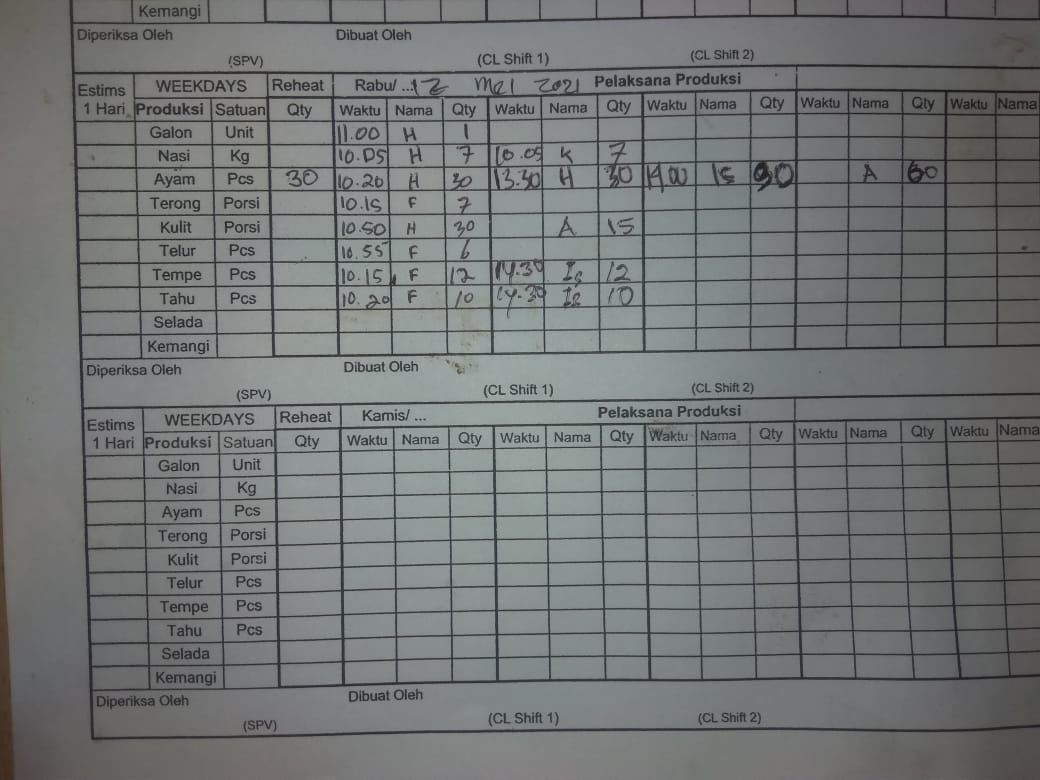 Kemangi
Diperiksa Oleh Dibuat Oleh
(SPV) (CL Shift 1) (CL Shift 2)
Estims WEEKDAYS Reheat Rabu/ ...12 Mei 2021 Pelaksana Produksi
1 Hari Produksi Satuan Qty Waktu Nama Qty Waktu Nama Qty Waktu Nama Qty Waktu Nama Qty Waktu Nama
Galon Unit 11.00 H 1
Nasi Kg 10.05 H 7 10.05 K 7
Ayam Pcs 30 10.20 H 30 13.30 H 30 14.00 Is 90 A 60
Terong Porsi 10.15 F 7
Kulit Porsi 10.50 H 30 A 15
Telur Pcs 10.55 F 6
Tempe Pcs 10.15 F 12 14.30 Is 12
Tahu Pcs 10.20 F 10 14.30 Is 10
Selada
Kemangi
Diperiksa Oleh Dibuat Oleh
(SPV) (CL Shift 1) (CL Shift 2)
Estims WEEKDAYS Reheat Kamis/ ... Pelaksana Produksi
1 Hari Produksi Satuan Qty Waktu Nama Qty Waktu Nama Qty Waktu Nama Qty Waktu Nama Qty Waktu Nama
Galon Unit
Nasi Kg
Ayam Pcs
Terong Porsi
Kulit Porsi
Telur Pcs
Tempe Pcs
Tahu Pcs
Selada
Kemangi
Diperiksa Oleh Dibuat Oleh
(SPV) (CL Shift 1) (CL Shift 2)